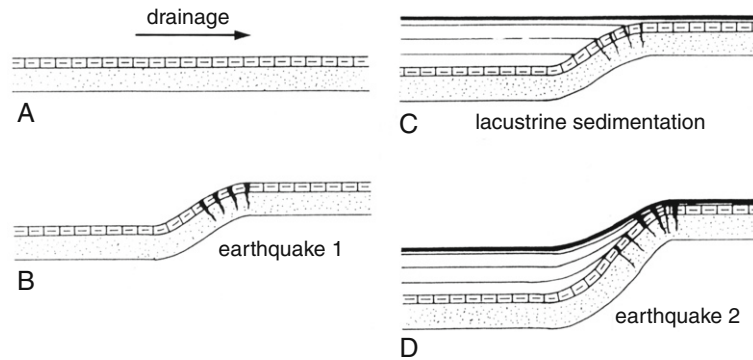 drainage
A
B
earthquake 1
C
lacustrine sedimentation
D
earthquake 2